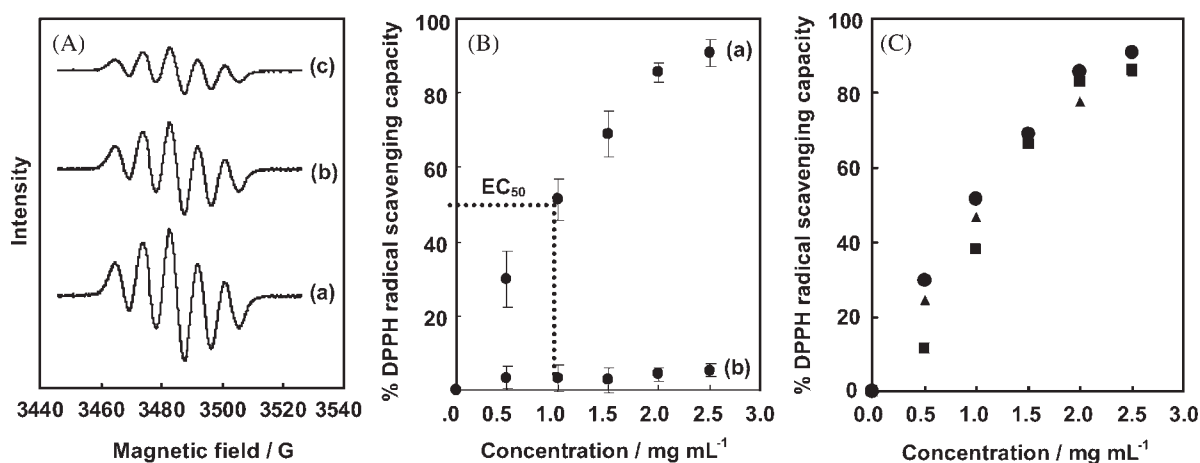 (A)
(c)
(b)
(a)
Intensity
3440 3460 3480 3500 3520 3540
Magnetic field / G
(B)
(a)
EC50
(b)
% DPPH radical scavenging capacity
100
80
60
40
20
.0 0.5 1.0 1.5 2.0 2.5 3.0
Concentration / mg mL-1
(C)
% DPPH radical scavenging capacity
100
80
60
40
20
0
0.0 0.5 1.0 1.5 2.0 2.5 3.0
Concentration / mg mL-1